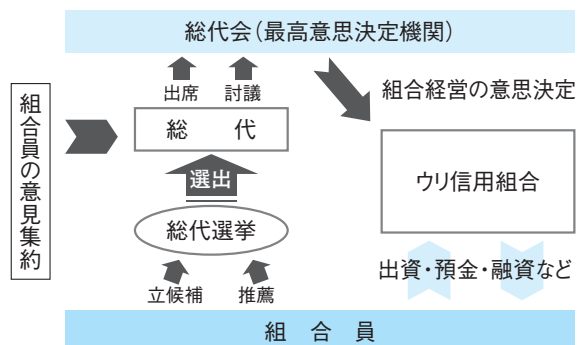 総代会（最高意思決定機関）
出席 討議
組合経営の意思決定
組合員の意見集約
総 代
選出
ウリ信用組合
総代選挙
出資・預金・融資など
立候補 推薦
組 合 員